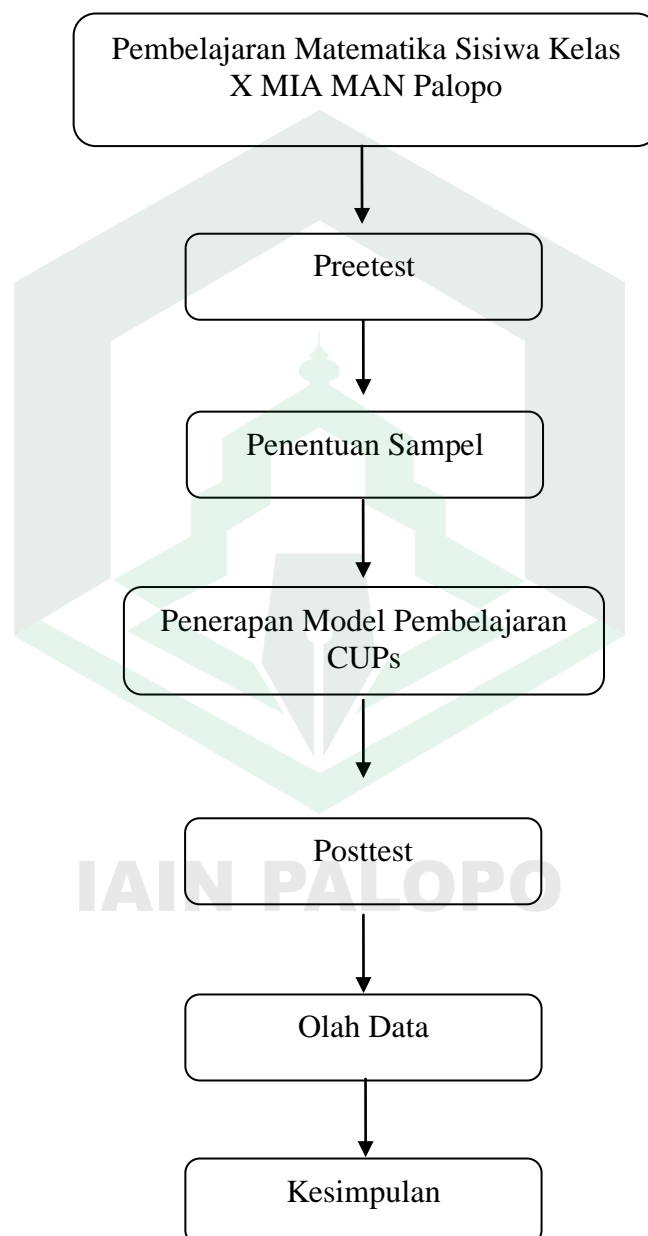 Pembelajaran Matematika Sisiwa Kelas
X MIA MAN Palopo
Preetest
Penentuan Sampel
Penerapan Model Pembelajaran
CUPs
Posttest
IAIN PALOPO
Olah Data
Kesimpulan